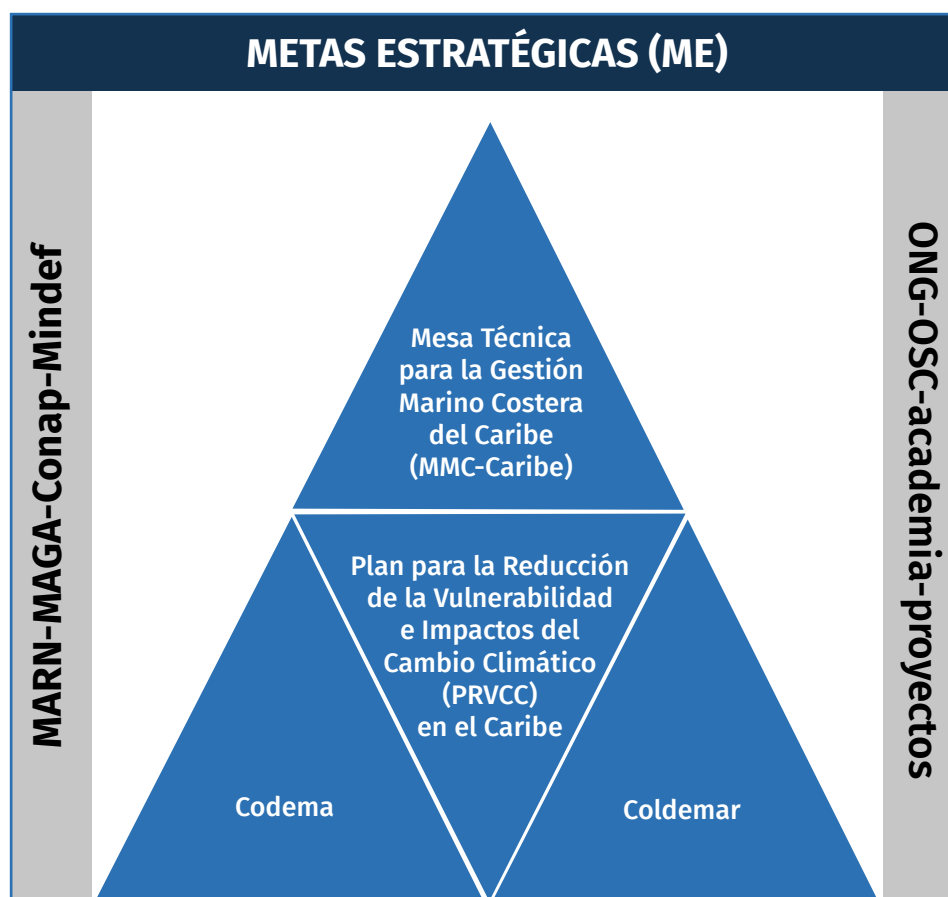 METAS ESTRATÉGICAS (ME)
MARN-MAGA-Conap-Mindef
Mesa Técnica
para la Gestión
Marino Costera
del Caribe
(MMC-Caribe)
Plan para la Reducción
de la Vulnerabilidad
e Impactos del
Cambio Climático
(PRVCC)
en el Caribe
Codema
Coldemar
ONG-OSC-academia-proyectos